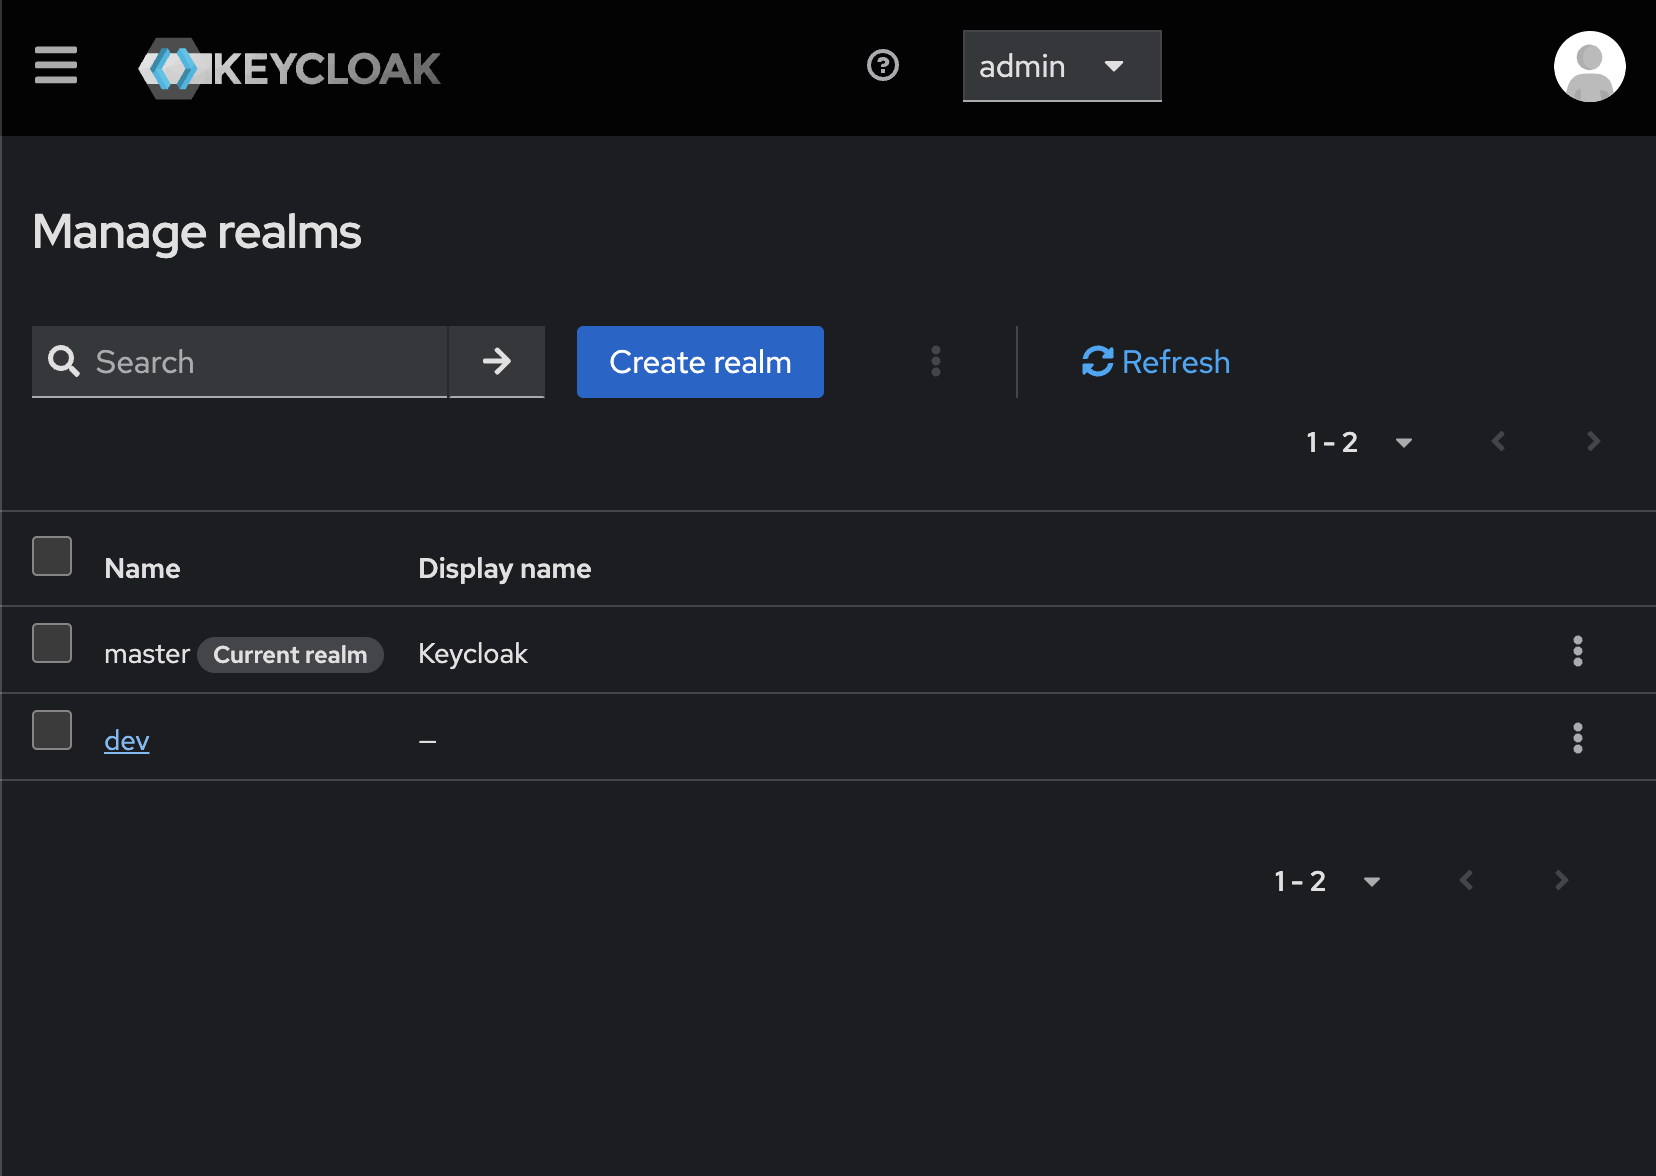 KEYCLOAK
admin
Manage realms
Search
Create realm
Refresh
1 - 2
Name Display name
master Current realm Keycloak
dev –
1 - 2